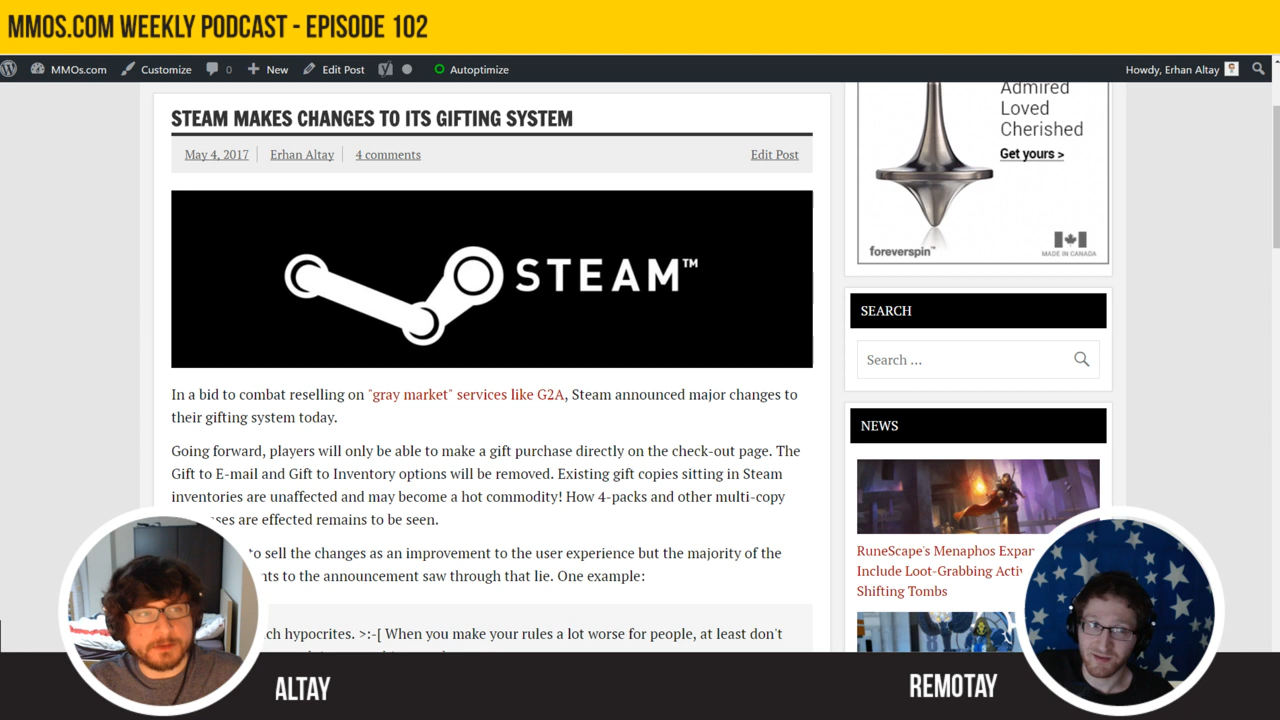 MMOS.COM WEEKLY PODCAST - EPISODE 102
MMOs.com
Customize
0
New
Edit Post
Autoptimize
Howdy, Erhan Altay
STEAM MAKES CHANGES TO ITS GIFTING SYSTEM
May 4, 2017
Erhan Altay
4 comments
Edit Post
STEAM™
In a bid to combat reselling on "gray market" services like G2A, Steam announced major changes to
their gifting system today.
Going forward, players will only be able to make a gift purchase directly on the check-out page. The
Gift to E-mail and Gift to Inventory options will be removed. Existing gift copies sitting in Steam
inventories are unaffected and may become a hot commodity! How 4-packs and other multi-copy
are effected remains to be seen.
to sell the changes as an improvement to the user experience but the majority of the
to the announcement saw through that lie. One example:
hypocrites. >:-[ When you make your rules a lot worse for people, at least don't
Admired
Loved
Cherished
Get yours >
foreverspin™
MADE IN CANADA
SEARCH
Search …
NEWS
RuneScape's Menaphos
Include Loot-Grabbing
Shifting Tombs
ALTAY
REMOTAY